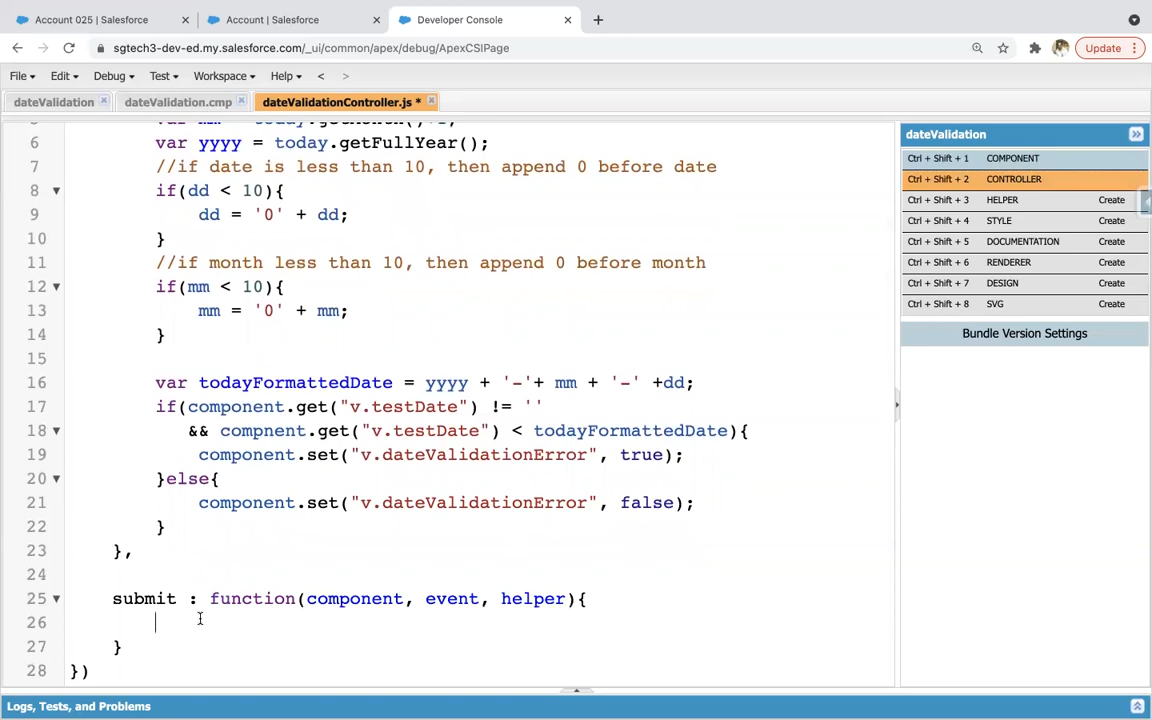 Account 025 | Salesforce
Account | Salesforce
Developer Console
sgtech3-dev-ed.my.salesforce.com/_ui/common/apex/debug/ApexCSIPage
Update
File Edit Debug Test Workspace Help < >
dateValidation
dateValidation.cmp
dateValidationController.js *
5 var mm = today.getMonth()+1;
6 var yyyy = today.getFullYear();
7 //if date is less than 10, then append 0 before date
8 if(dd < 10){
9 dd = '0' + dd;
10 }
11 //if month less than 10, then append 0 before month
12 if(mm < 10){
13 mm = '0' + mm;
14 }
15
16 var todayFormattedDate = yyyy + '-'+ mm + '-' +dd;
17 if(component.get("v.testDate") != ''
18 && compnent.get("v.testDate") < todayFormattedDate){
19 component.set("v.dateValidationError", true);
20 }else{
21 component.set("v.dateValidationError", false);
22 }
23 },
24
25 submit : function(component, event, helper){
26
27 }
28 })
dateValidation
Ctrl + Shift + 1 COMPONENT
Ctrl + Shift + 2 CONTROLLER
Ctrl + Shift + 3 HELPER Create
Ctrl + Shift + 4 STYLE Create
Ctrl + Shift + 5 DOCUMENTATION Create
Ctrl + Shift + 6 RENDERER Create
Ctrl + Shift + 7 DESIGN Create
Ctrl + Shift + 8 SVG Create
Bundle Version Settings
Logs, Tests, and Problems